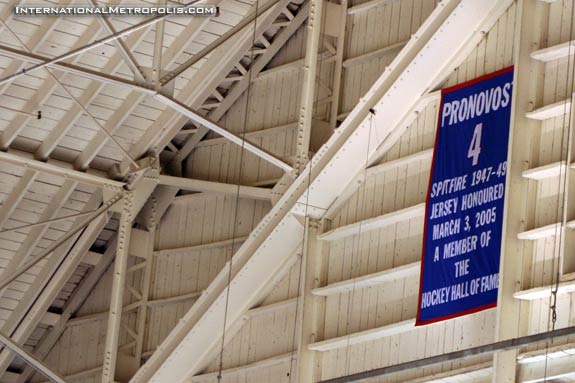 InternationalMetropolis.com
PRONOVOST
4
SPITFIRE 1947-49
JERSEY HONOURED
MARCH 3, 2005
A MEMBER OF
THE
HOCKEY HALL OF FAME